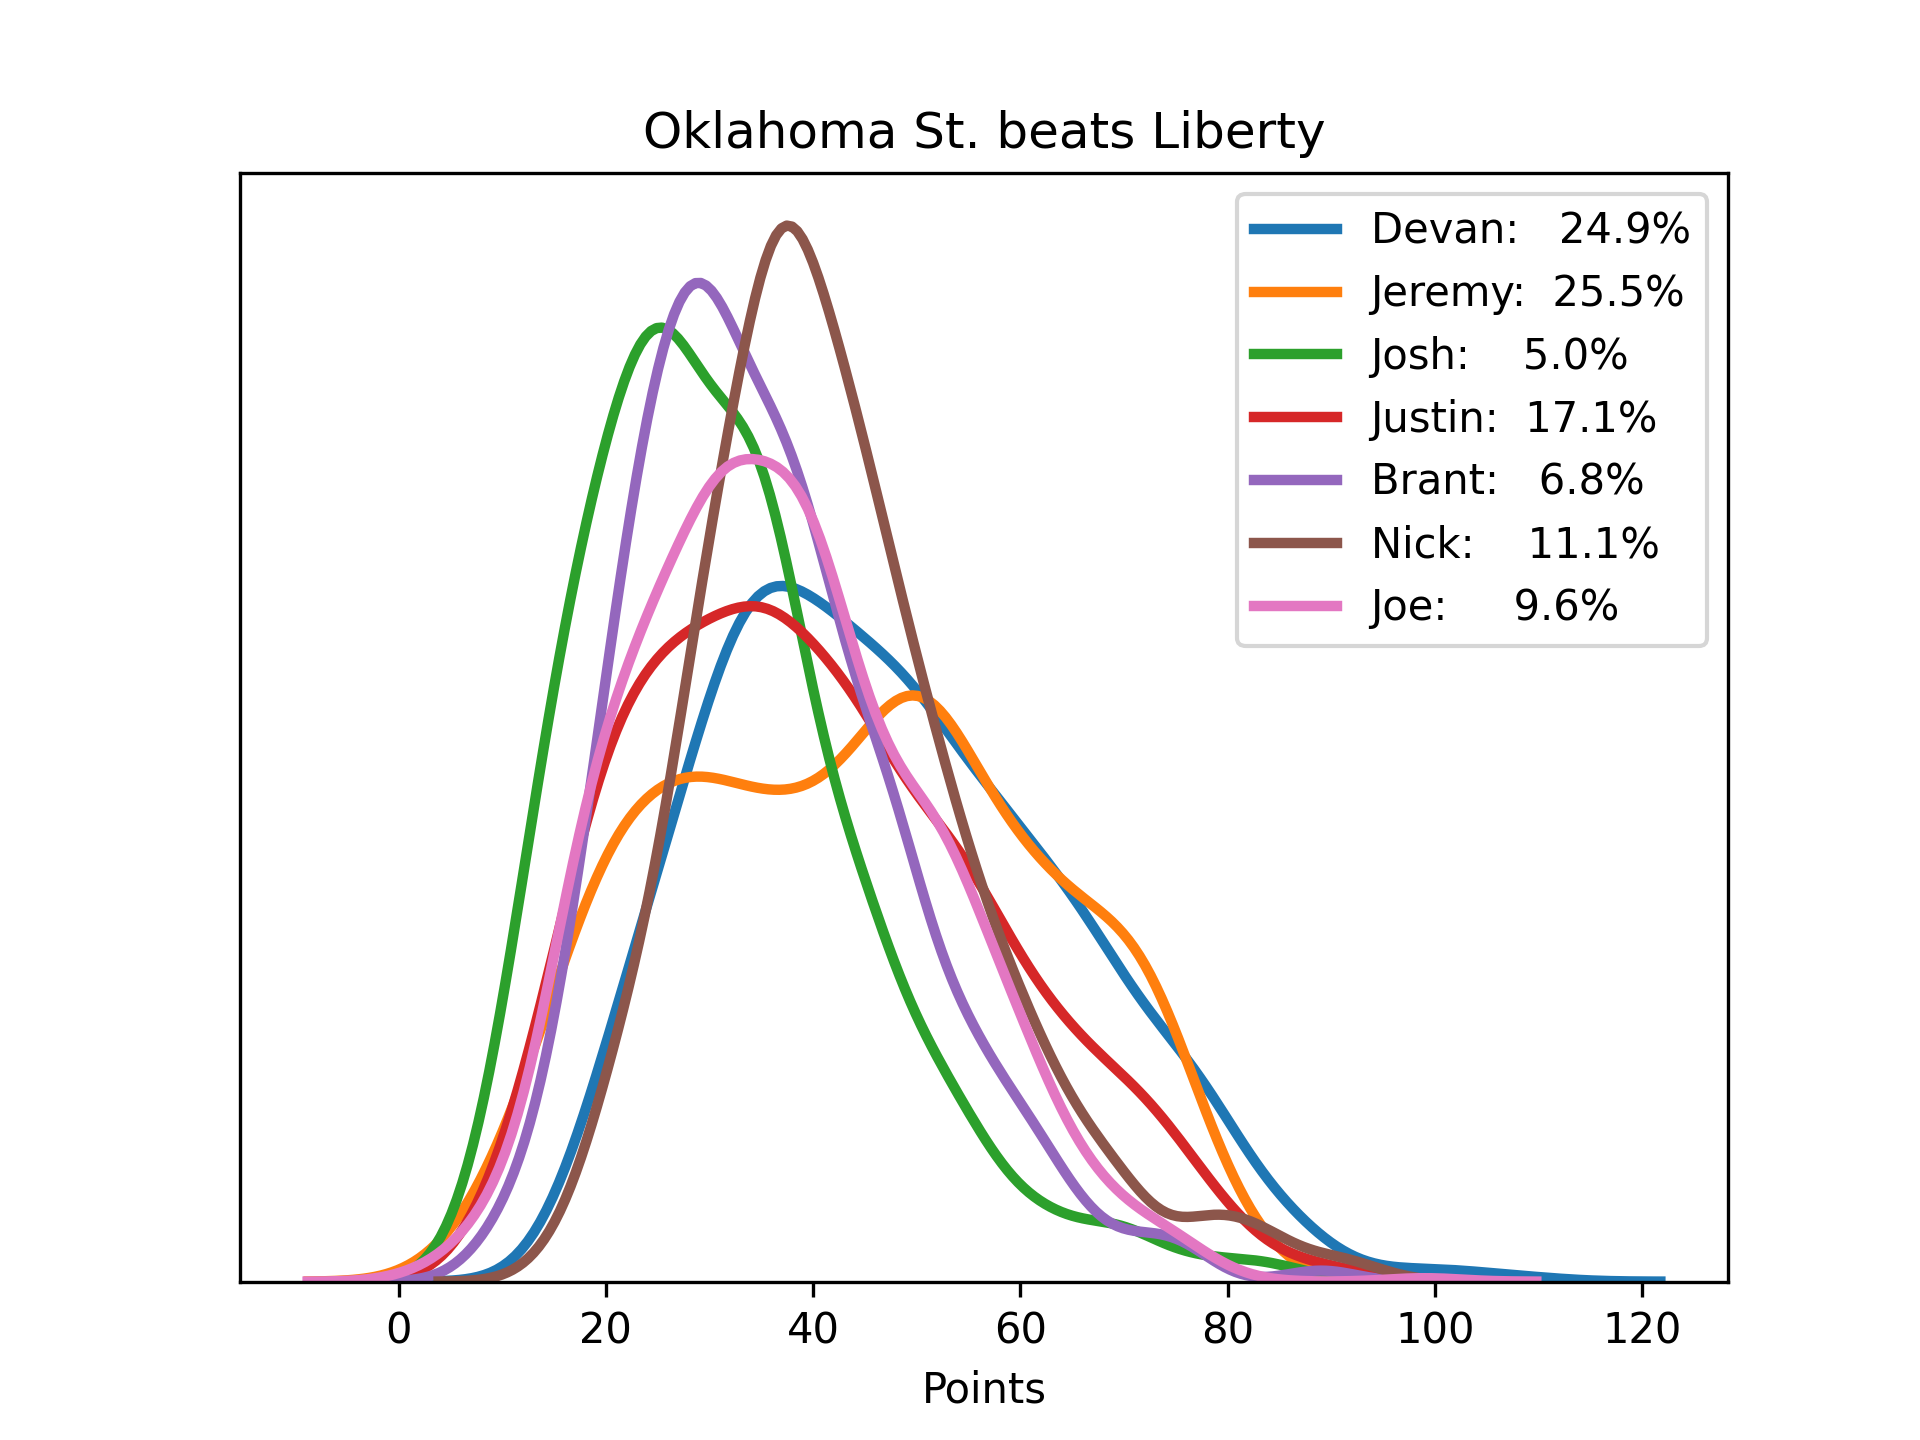 Oklahoma St. beats Liberty
Devan: 24.9%
Jeremy: 25.5%
Josh: 5.0%
Justin: 17.1%
Brant: 6.8%
Nick: 11.1%
Joe: 9.6%
0 20 40 60 80 100 120
Points